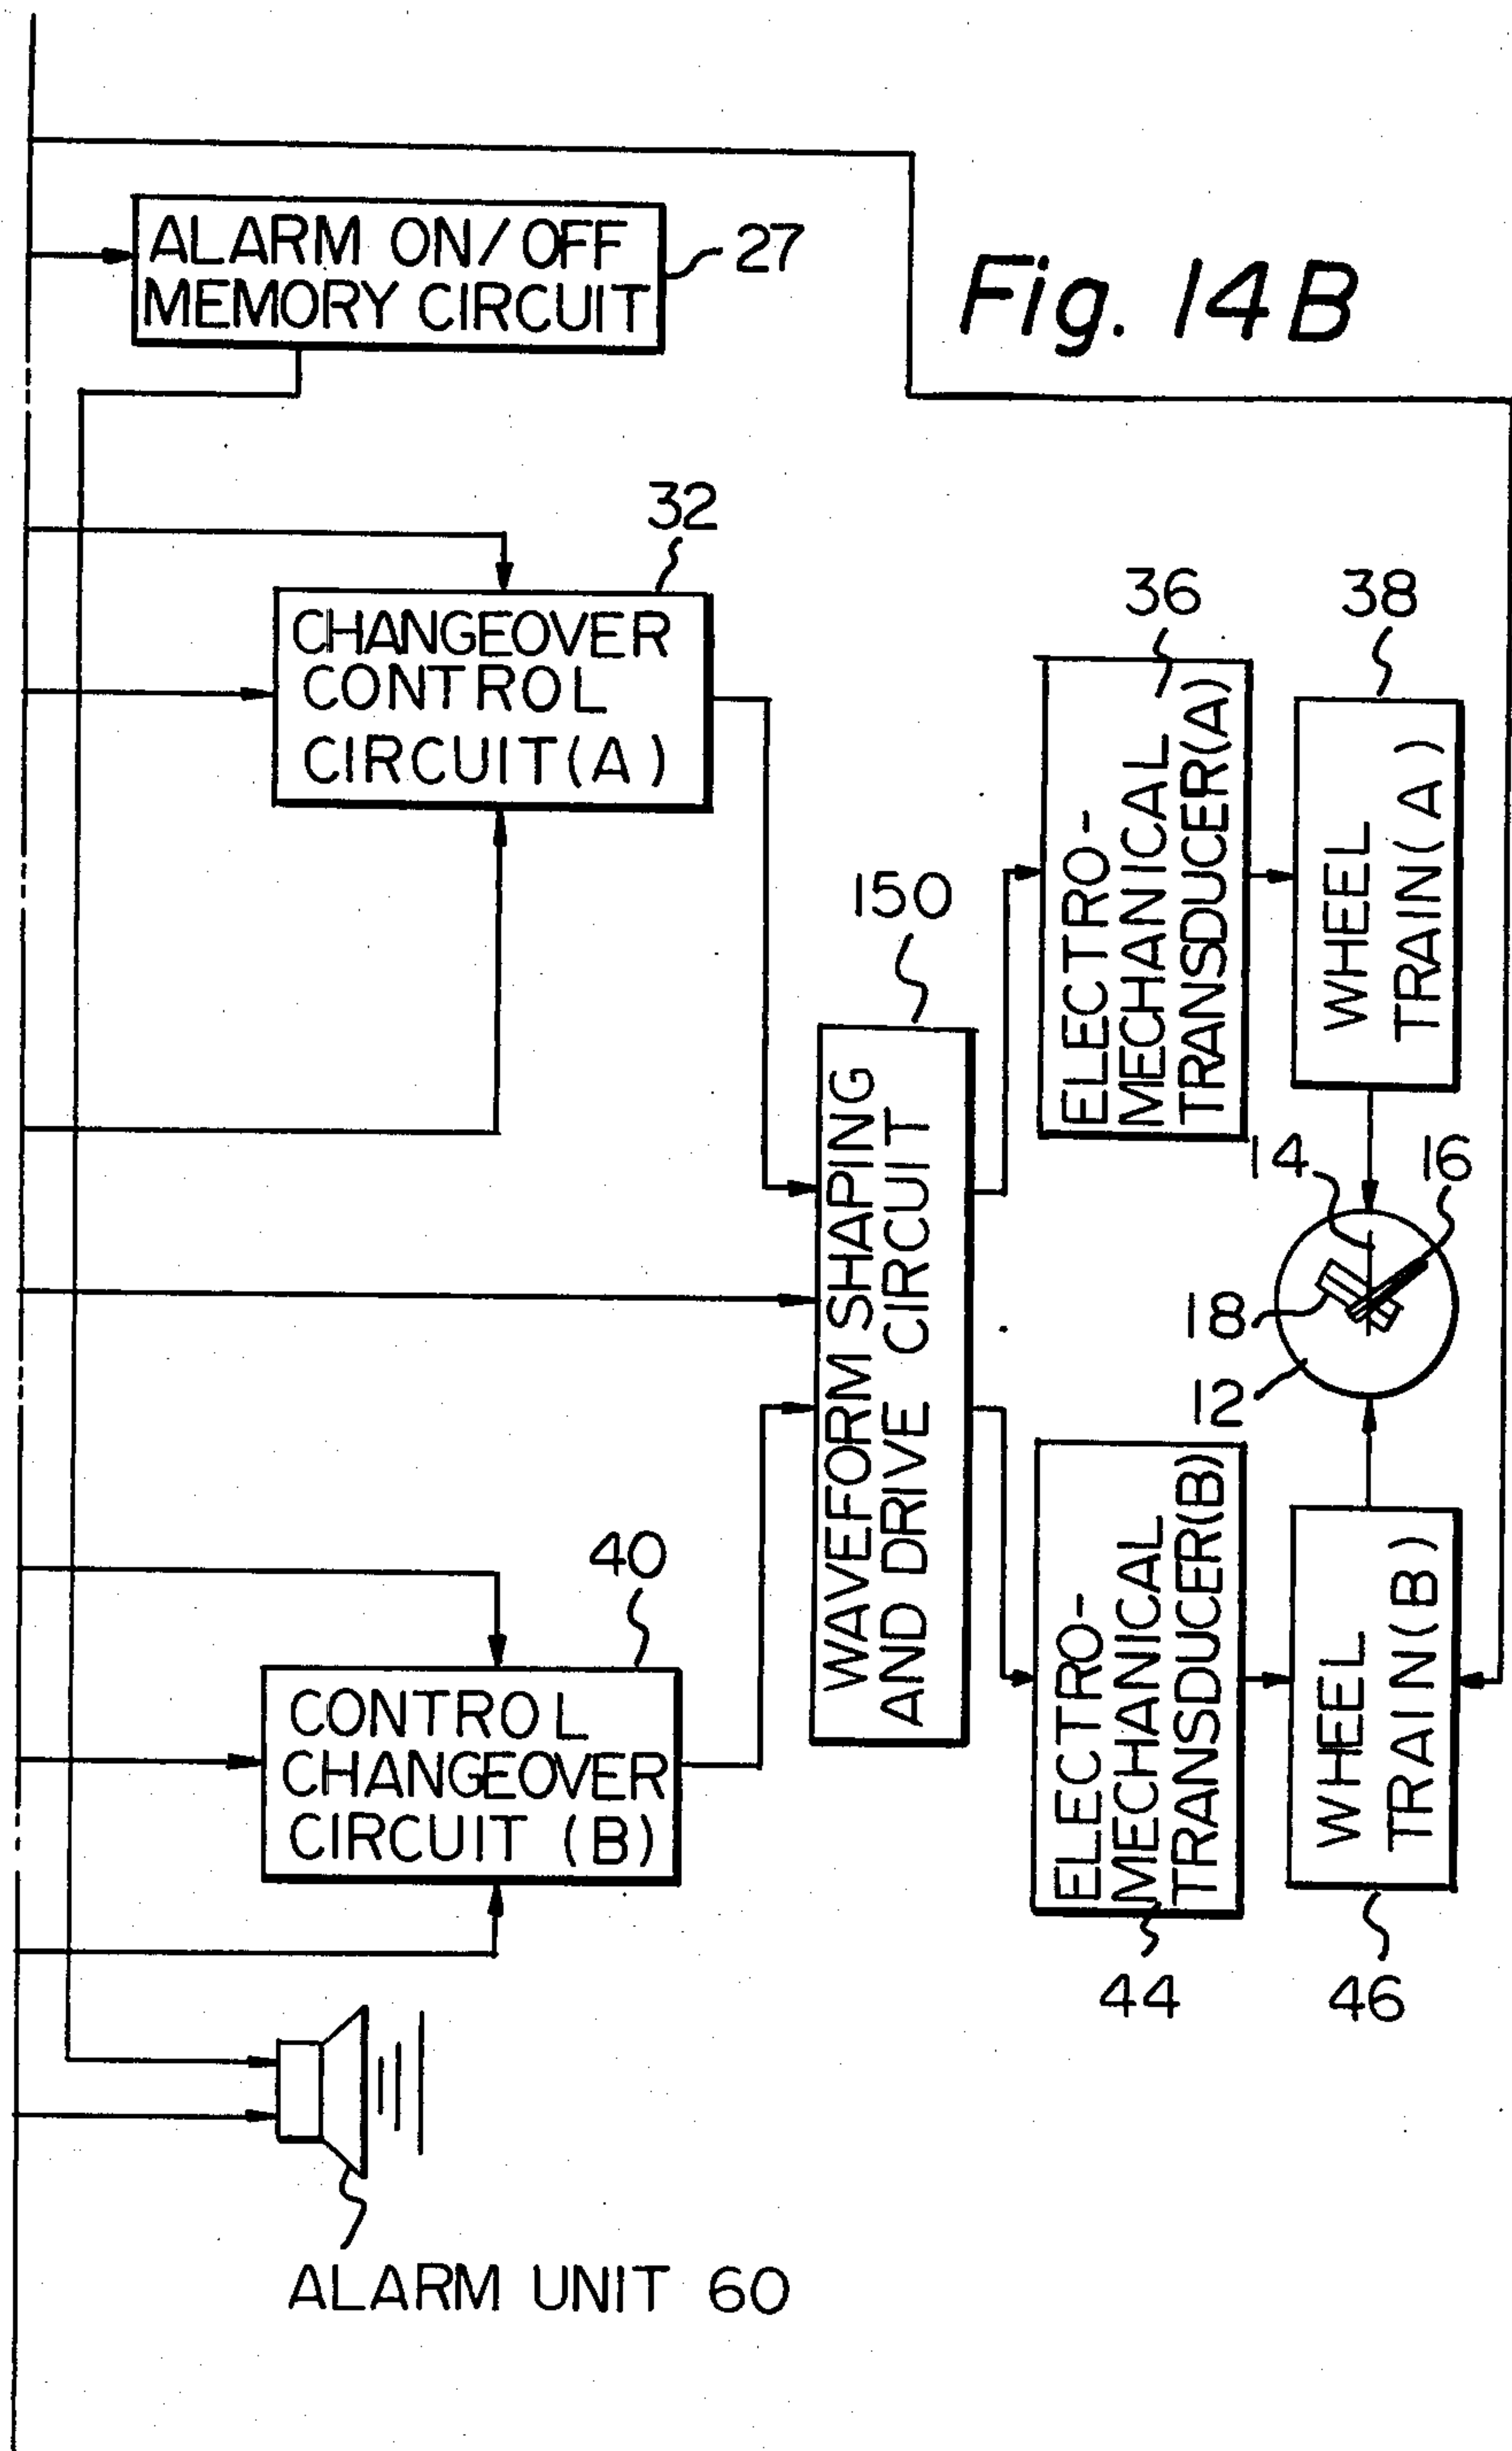 Fig. 14B
ALARM ON/OFF
MEMORY CIRCUIT
27
32
CHANGEOVER
CONTROL
CIRCUIT(A)
36
38
ELECTRO-
MECHANICAL
TRANSDUCER(A)
WHEEL
TRAIN(A)
150
WAVEFORM SHAPING
AND DRIVE CIRCUIT
14
16
18
12
40
CONTROL
CHANGEOVER
CIRCUIT (B)
ELECTRO-
MECHANICAL
TRANSDUCER(B)
WHEEL
TRAIN(B)
44
46
ALARM UNIT 60